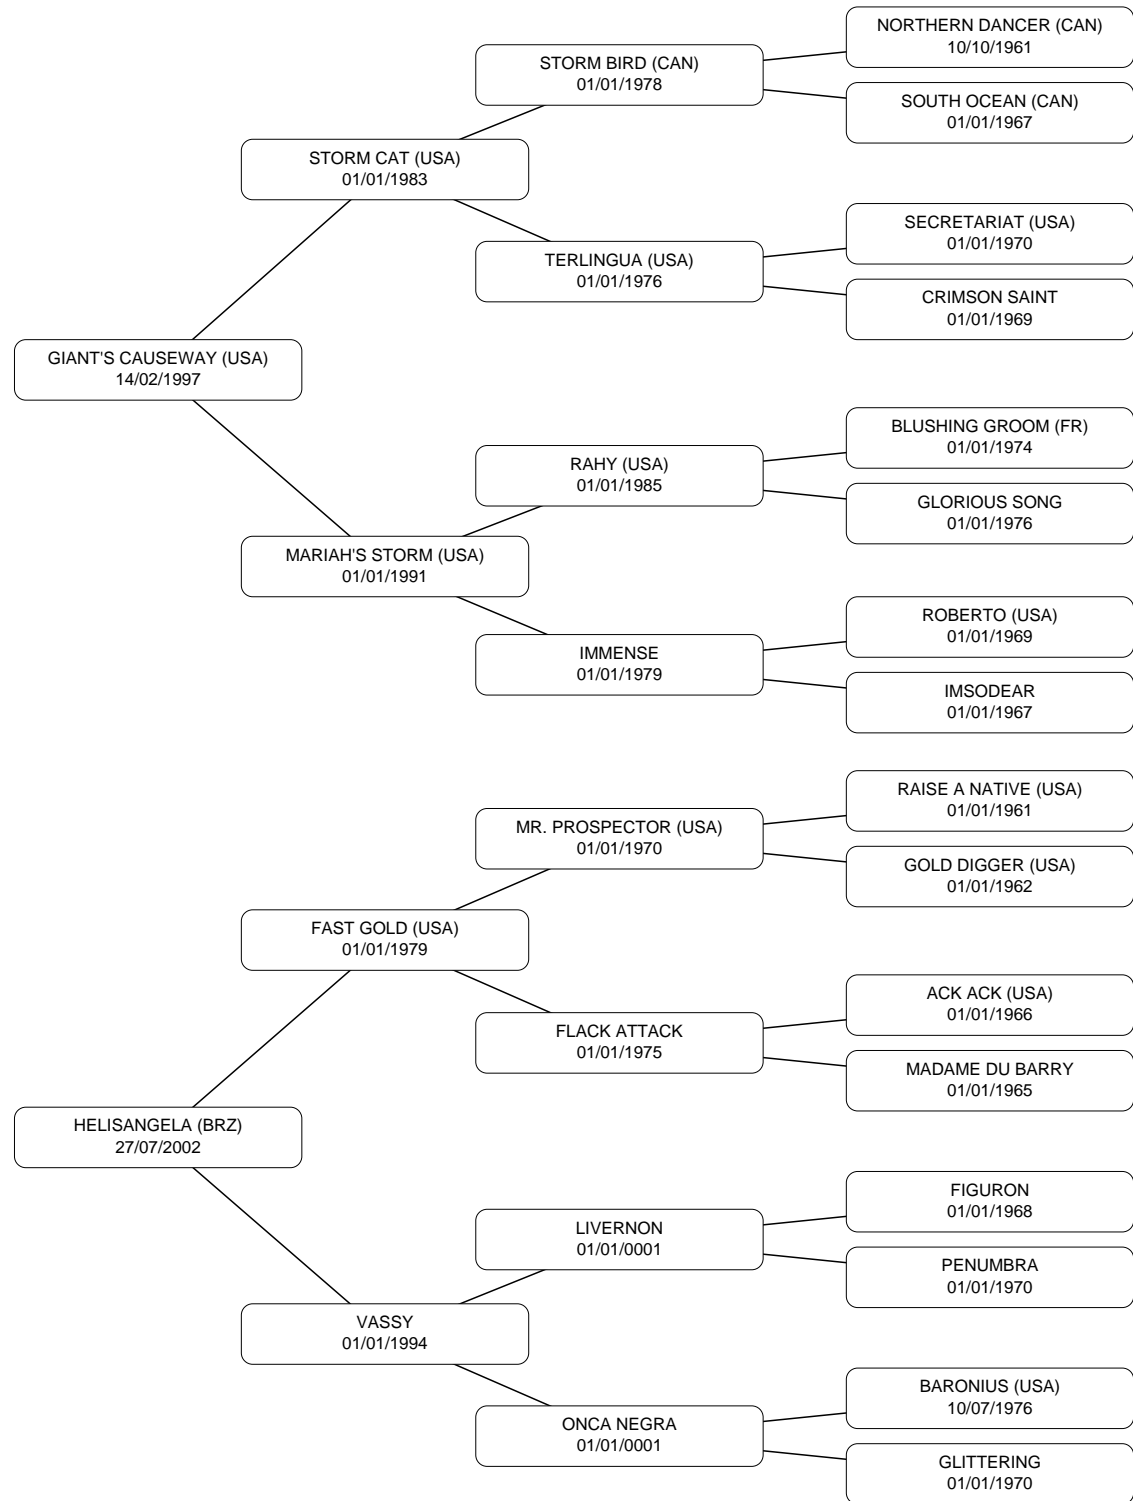 NORTHERN DANCER (CAN)
10/10/1961
STORM BIRD (CAN)
01/01/1978
SOUTH OCEAN (CAN)
01/01/1967
STORM CAT (USA)
01/01/1983
SECRETARIAT (USA)
01/01/1970
TERLINGUA (USA)
01/01/1976
CRIMSON SAINT
01/01/1969
GIANT'S CAUSEWAY (USA)
14/02/1997
BLUSHING GROOM (FR)
01/01/1974
RAHY (USA)
01/01/1985
GLORIOUS SONG
01/01/1976
MARIAH'S STORM (USA)
01/01/1991
ROBERTO (USA)
01/01/1969
IMMENSE
01/01/1979
IMSODEAR
01/01/1967
RAISE A NATIVE (USA)
01/01/1961
MR. PROSPECTOR (USA)
01/01/1970
GOLD DIGGER (USA)
01/01/1962
FAST GOLD (USA)
01/01/1979
ACK ACK (USA)
01/01/1966
FLACK ATTACK
01/01/1975
MADAME DU BARRY
01/01/1965
HELISANGELA (BRZ)
27/07/2002
FIGURON
01/01/1968
LIVERNON
01/01/0001
PENUMBRA
01/01/1970
VASSY
01/01/1994
BARONIUS (USA)
10/07/1976
ONCA NEGRA
01/01/0001
GLITTERING
01/01/1970